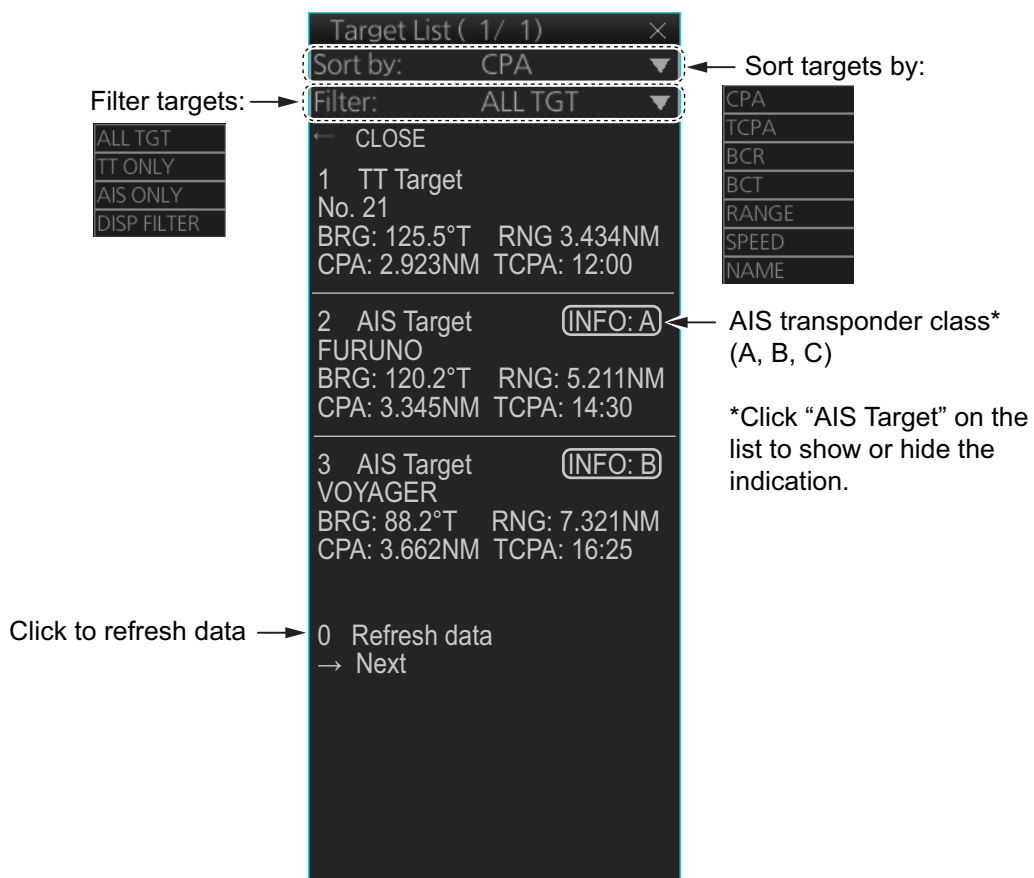 Target List ( 1/ 1) ×
Sort by: CPA ▼
Sort targets by:
CPA
TCPA
BCR
BCT
RANGE
SPEED
NAME
Filter targets:
ALL TGT
TT ONLY
AIS ONLY
DISP FILTER
Filter: ALL TGT ▼
← CLOSE
1 TT Target
No. 21
BRG: 125.5°T RNG 3.434NM
CPA: 2.923NM TCPA: 12:00
2 AIS Target INFO: A
FURUNO
BRG: 120.2°T RNG: 5.211NM
CPA: 3.345NM TCPA: 14:30
AIS transponder class*
(A, B, C)
*Click “AIS Target” on the
list to show or hide the
indication.
3 AIS Target INFO: B
VOYAGER
BRG: 88.2°T RNG: 7.321NM
CPA: 3.662NM TCPA: 16:25
Click to refresh data
0 Refresh data
→ Next